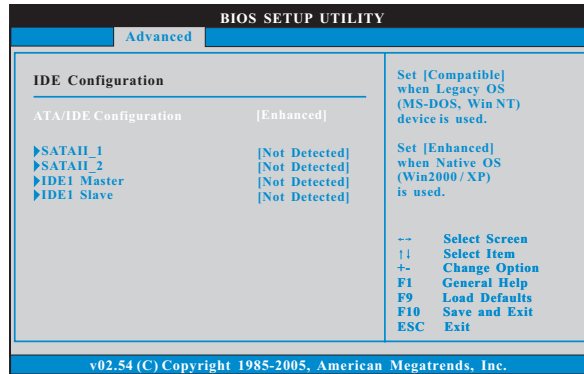 BIOS SETUP UTILITY
Advanced
IDE Configuration
ATA/IDE Configuration [Enhanced]
SATAII_1 [Not Detected]
SATAII_2 [Not Detected]
IDE1 Master [Not Detected]
IDE1 Slave [Not Detected]
Set [Compatible]
when Legacy OS
(MS-DOS, Win NT)
device is used.
Set [Enhanced]
when Native OS
(Win2000 / XP)
is used.
←→ Select Screen
↑↓ Select Item
+- Change Option
F1 General Help
F9 Load Defaults
F10 Save and Exit
ESC Exit
v02.54 (C) Copyright 1985-2005, American Megatrends, Inc.